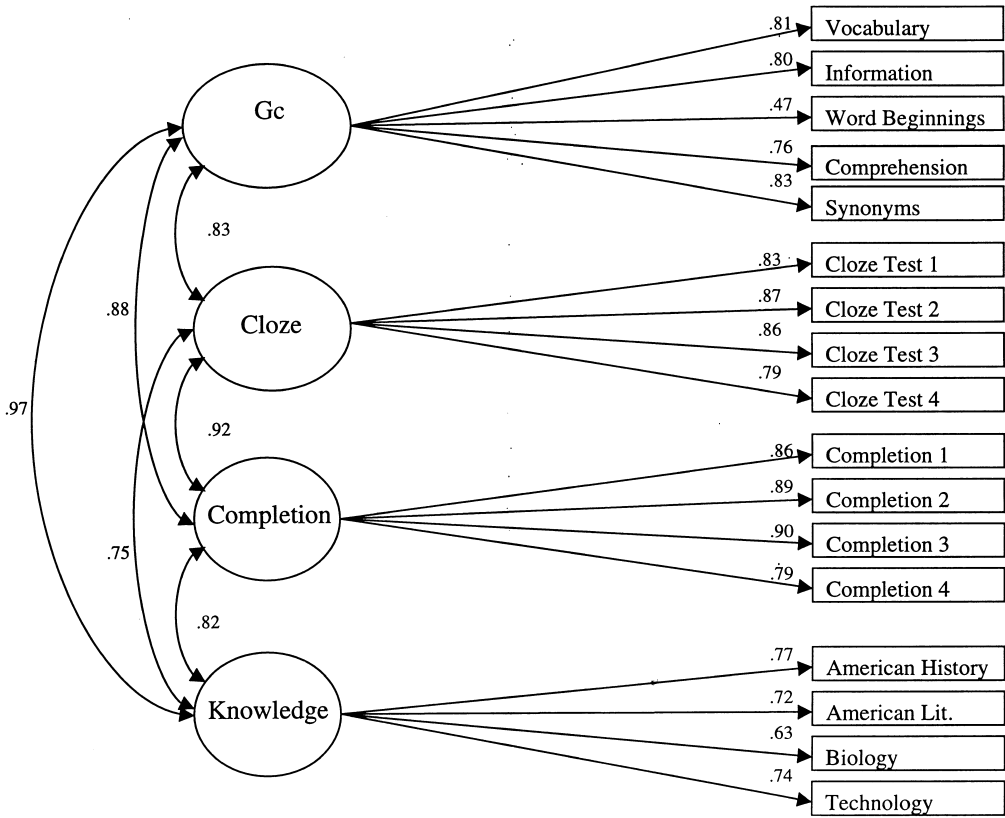 .81
Vocabulary
.80
Information
Gc
.47
Word Beginnings
.76
Comprehension
.83
Synonyms
.83
.83
Cloze Test 1
.87
Cloze Test 2
.88
Cloze
.86
Cloze Test 3
.79
Cloze Test 4
.97
.92
.86
Completion 1
.89
Completion 2
Completion
.90
Completion 3
.75
.79
Completion 4
.82
.77
American History
Knowledge
.72
American Lit.
.63
Biology
.74
Technology